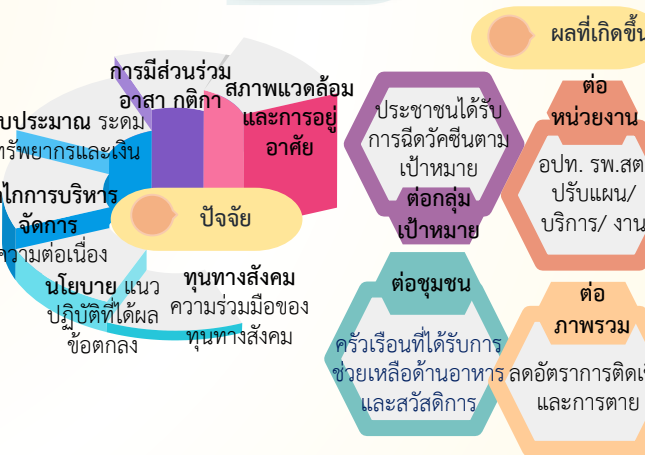 การมีส่วนร่วม
อาสา กติกา
สภาพแวดล้อม
และการอยู่
อาศัย
ระดม
ทรัพยากรและเงิน
การบริหาร
จัดการ
ความต่อเนื่อง
นโยบาย แนว
ปฏิบัติที่ได้ผล
ข้อตกลง
ทุนทางสังคม
ความร่วมมือของ
ทุนทางสังคม
ปัจจัย
ผลที่เกิดขึ้น
ประชาชนได้รับ
การฉีดวัคซีนตาม
เป้าหมาย
ต่อกลุ่ม
เป้าหมาย
ต่อ
หน่วยงาน
อปท. รพ.สต
ปรับแผน/
บริการ/ งาน
ต่อชุมชน
ครัวเรือนที่ได้รับการ
ช่วยเหลือด้านอาหาร
และสวัสดิการ
ต่อ
ภาพรวม
ลดอัตราการติดเ
และการตาย